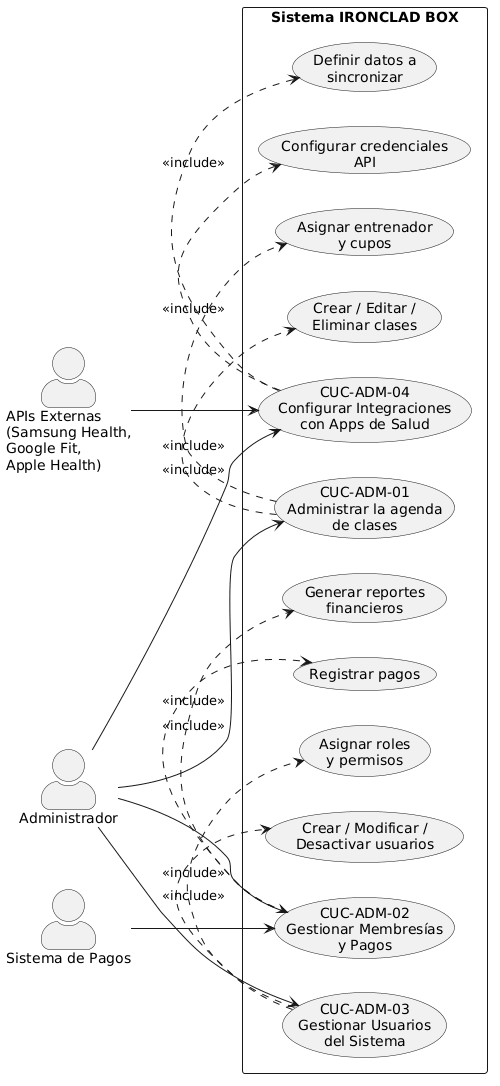 Sistema IRONCLAD BOX
Definir datos a
sincronizar
«include»
Configurar credenciales
API
Asignar entrenador
y cupos
«include»
Crear / Editar /
Eliminar clases
APIs Externas
(Samsung Health,
Google Fit,
Apple Health)
CUC-ADM-04
Configurar Integraciones
con Apps de Salud
«include»
«include»
CUC-ADM-01
Administrar la agenda
de clases
Generar reportes
financieros
Registrar pagos
«include»
«include»
Asignar roles
y permisos
Administrador
Crear / Modificar /
Desactivar usuarios
«include»
«include»
CUC-ADM-02
Gestionar Membresías
y Pagos
Sistema de Pagos
CUC-ADM-03
Gestionar Usuarios
del Sistema